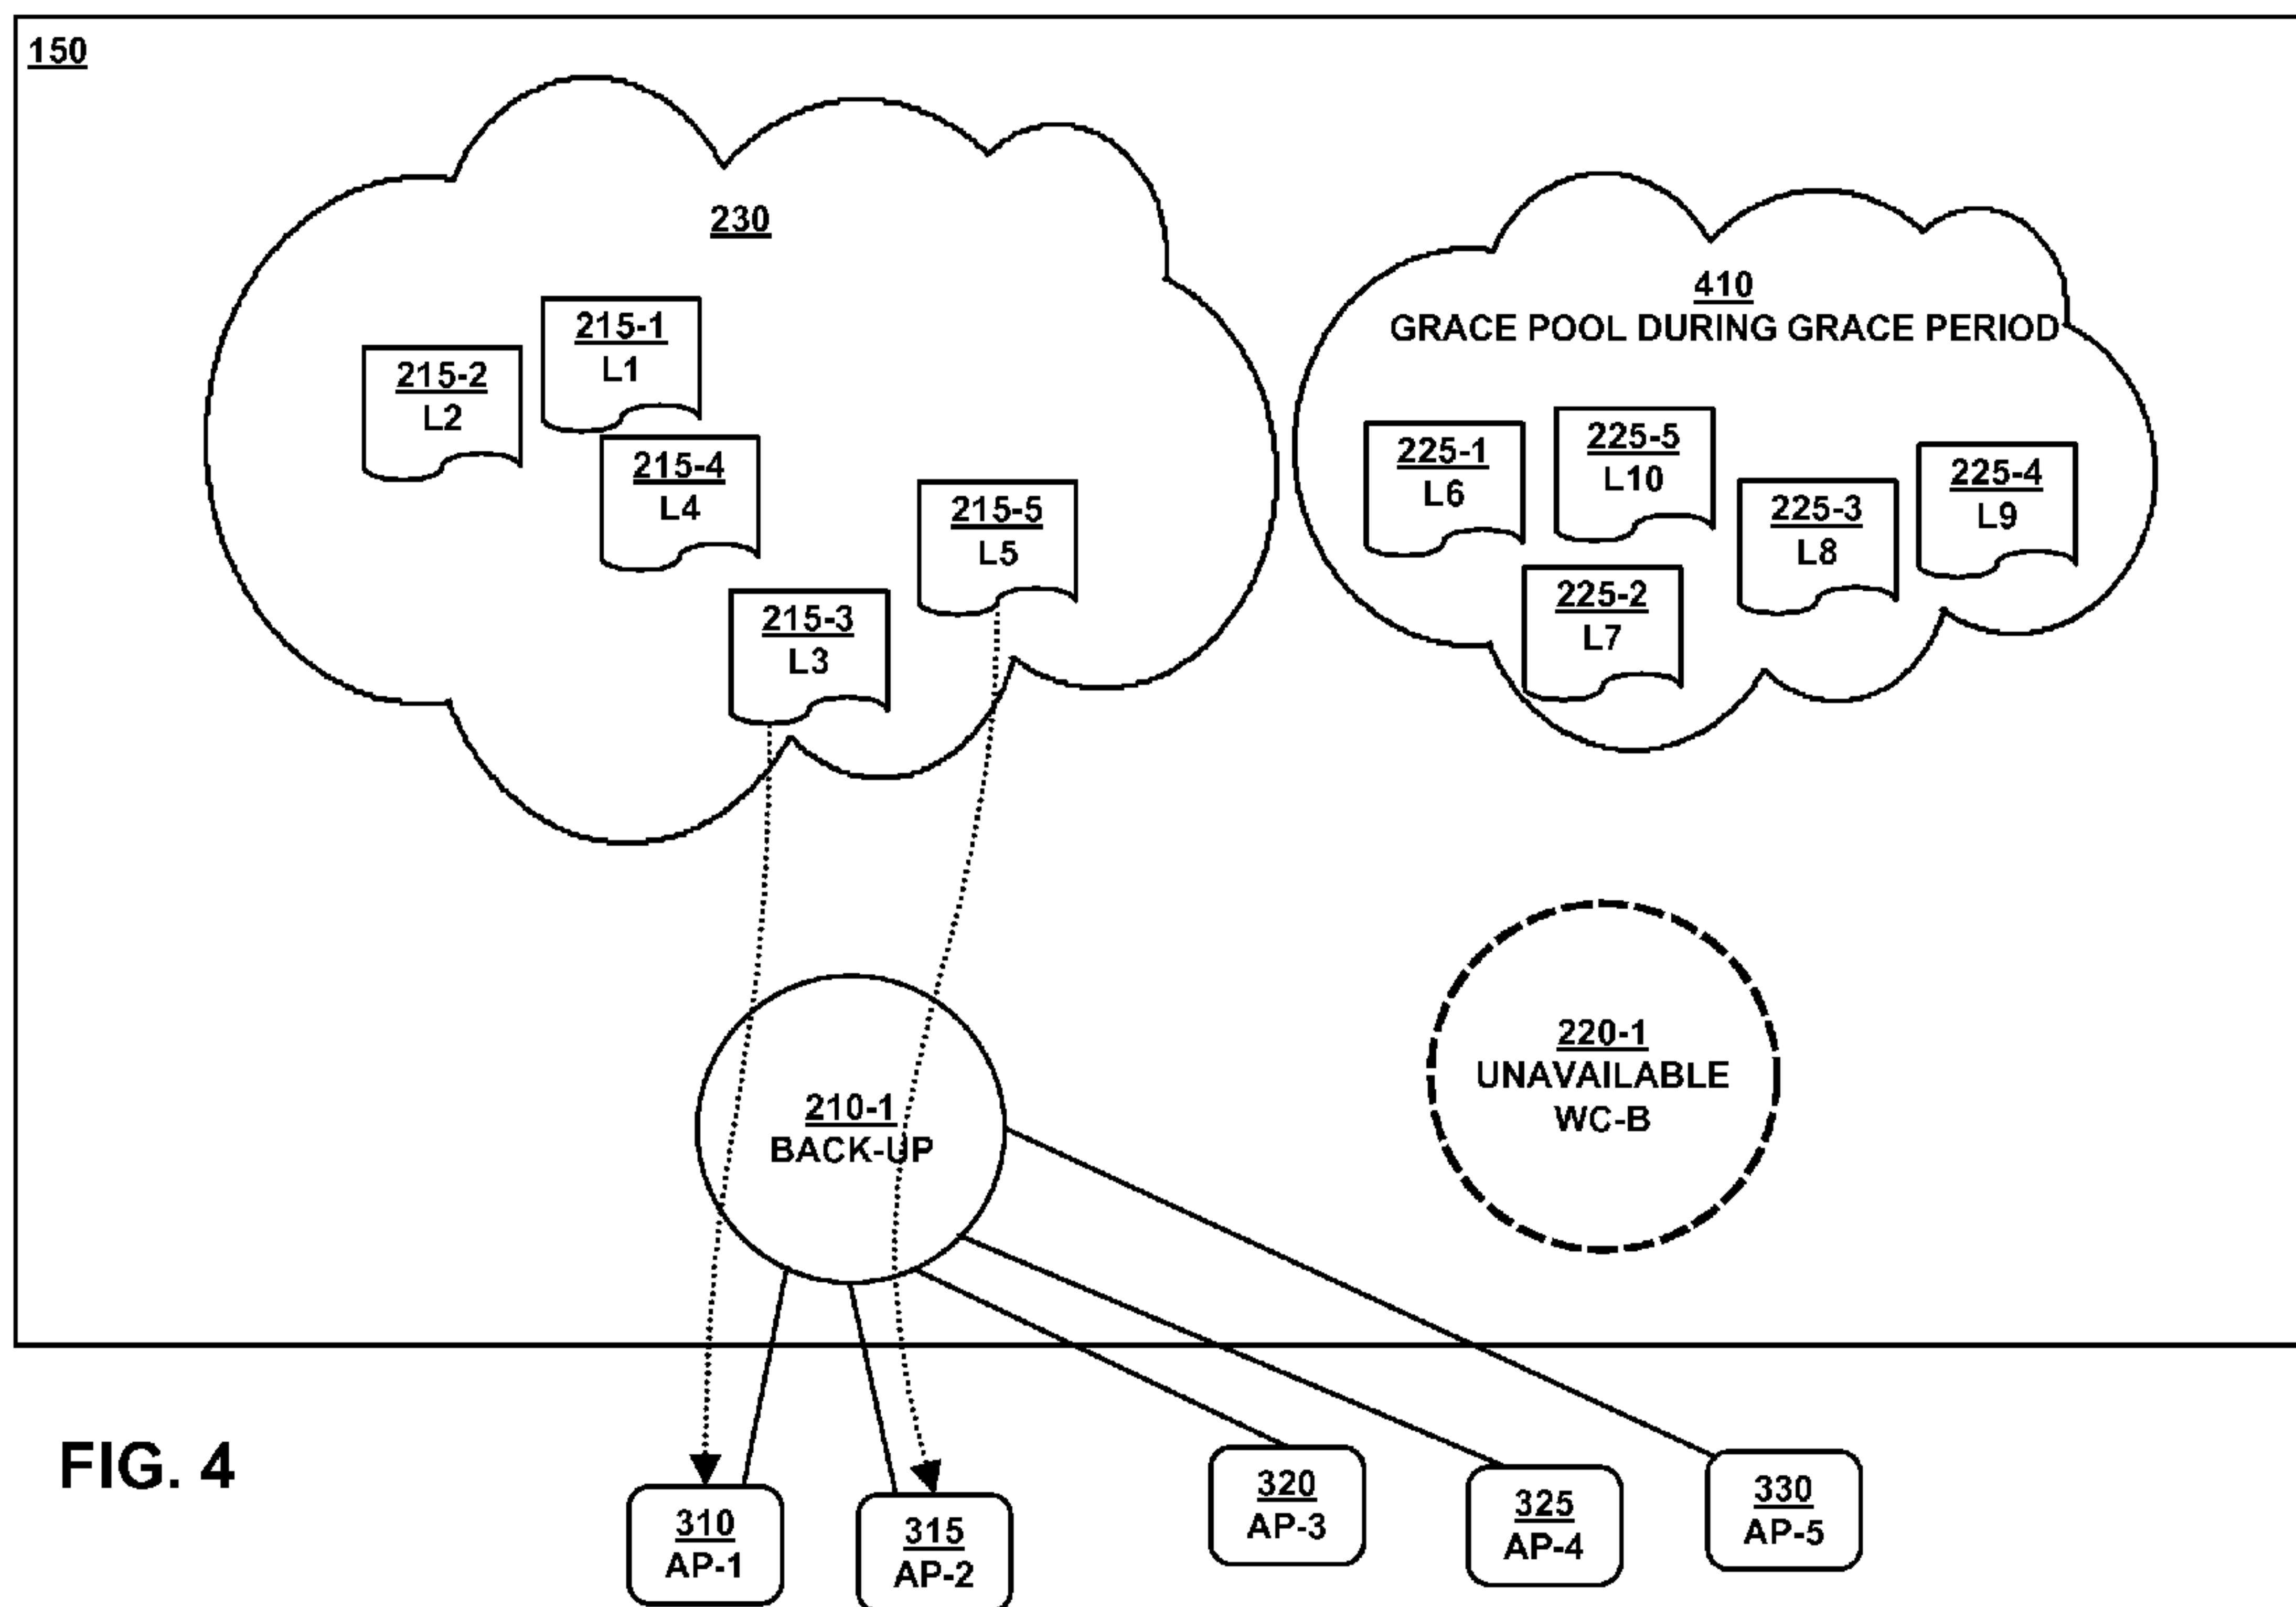 150
230
215-1
L1
215-2
L2
215-4
L4
215-5
L5
215-3
L3
410
GRACE POOL DURING GRACE PERIOD
225-1
L6
225-5
L10
225-3
L8
225-4
L9
225-2
L7
210-1
BACK-UP
220-1
UNAVAILABLE
WC-B
FIG. 4
310
AP-1
315
AP-2
320
AP-3
325
AP-4
330
AP-5